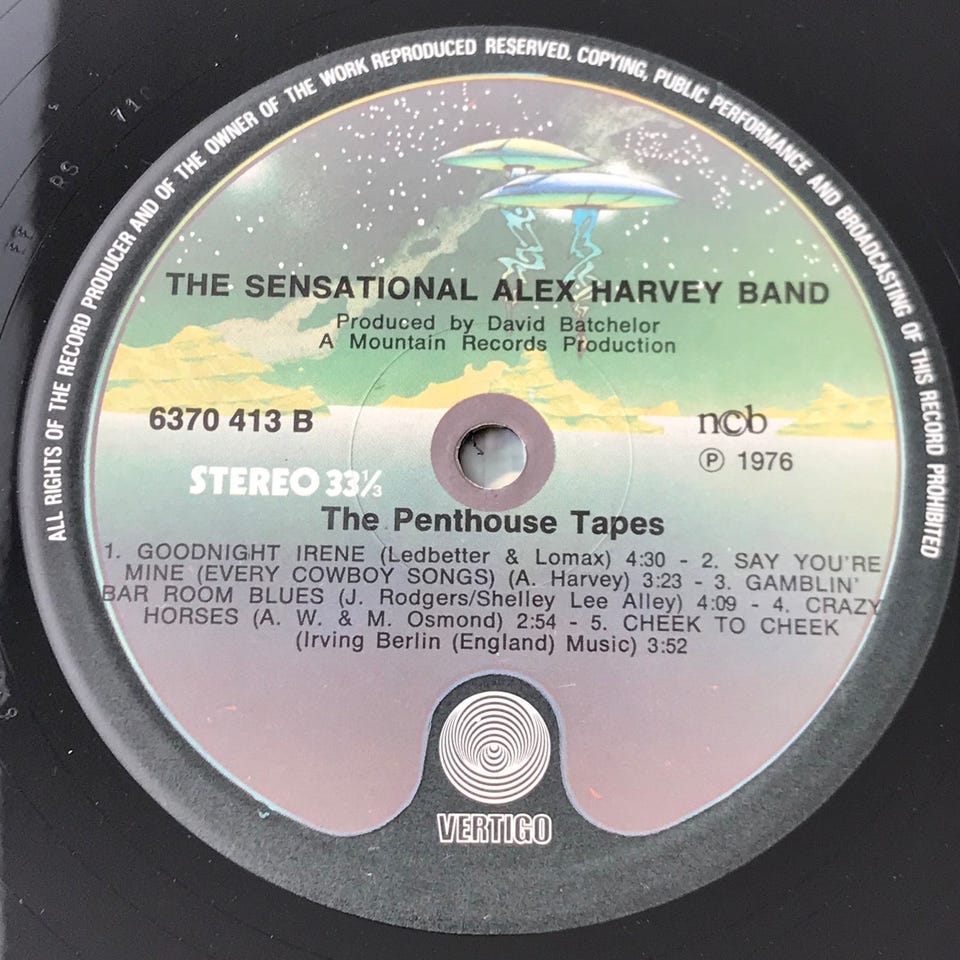 ALL RIGHTS OF THE RECORD PRODUCER AND OF THE OWNER OF THE WORK REPRODUCED RESERVED. COPYING, PUBLIC PERFORMANCE AND BROADCASTING OF THIS RECORD PROHIBITED
THE SENSATIONAL ALEX HARVEY BAND
Produced by David Batchelor
A Mountain Records Production
6370 413 B
ncb
Ⓟ 1976
STEREO 33⅓
The Penthouse Tapes
1. GOODNIGHT IRENE (Ledbetter & Lomax) 4:30 - 2. SAY YOU'RE
MINE (EVERY COWBOY SONGS) (A. Harvey) 3:23 - 3. GAMBLIN'
BAR ROOM BLUES (J. Rodgers/Shelley Lee Alley) 4:09 - 4. CRAZY
HORSES (A. W. & M. Osmond) 2:54 - 5. CHEEK TO CHEEK
(Irving Berlin (England) Music) 3:52
VERTIGO